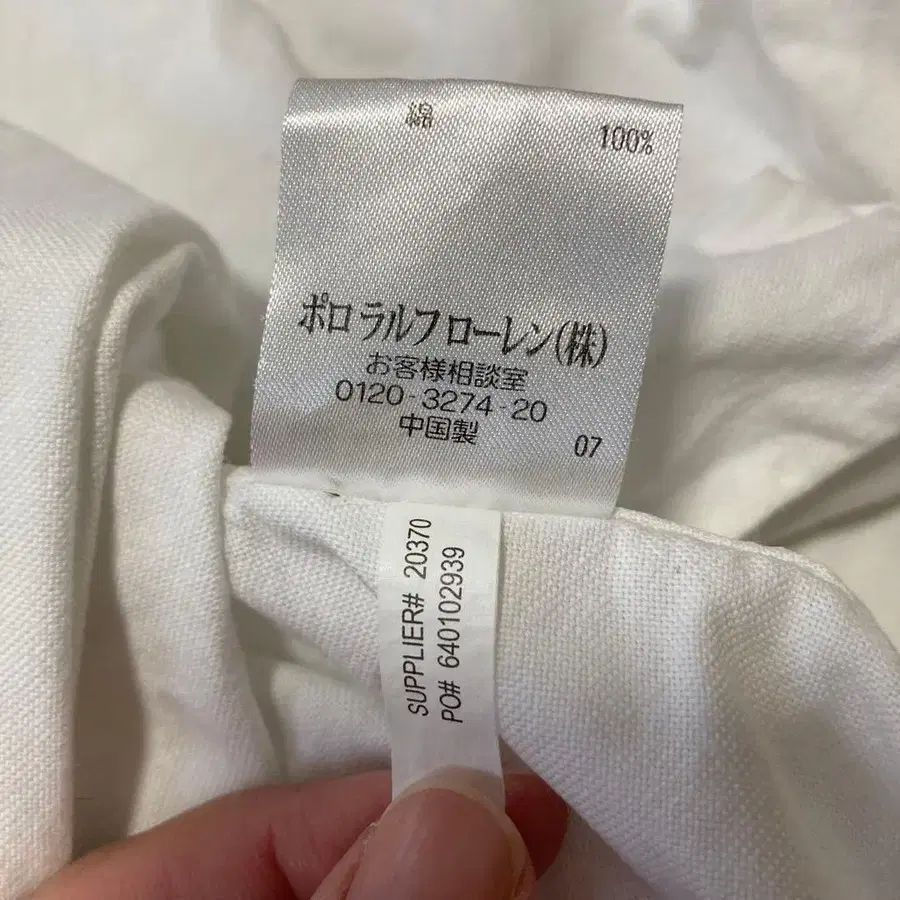 綿 100%
ポロ ラルフ ローレン(株)
お客様相談室
0120-3274-20
中国製 07
SUPPLIER# 20370
PO# 640102939